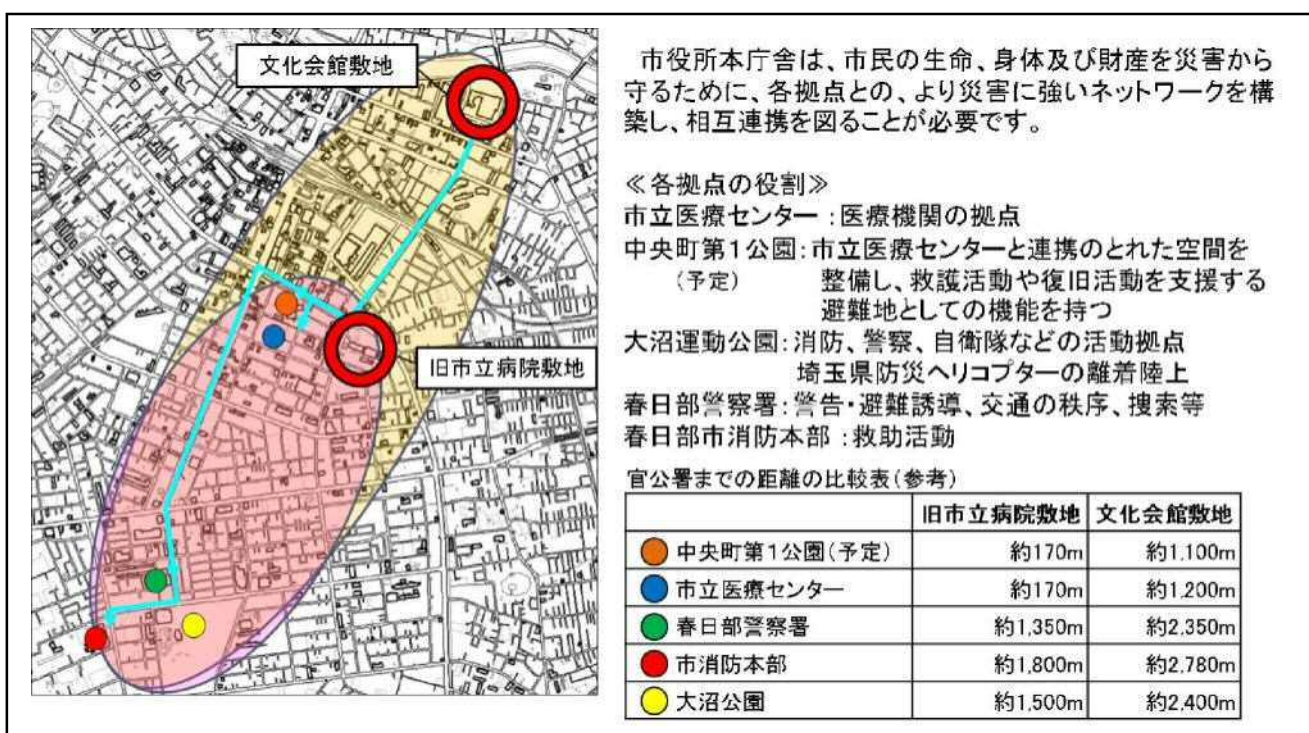 文化会館敷地
旧市立病院敷地
市役所本庁舎は、市民の生命、身体及び財産を災害から
守るために、各拠点との、より災害に強いネットワークを構
築し、相互連携を図ることが必要です。
≪各拠点の役割≫
市立医療センター：医療機関の拠点
中央町第1公園：市立医療センターと連携のとれた空間を
（予定） 整備し、救護活動や復旧活動を支援する
避難地としての機能を持つ
大沼運動公園：消防、警察、自衛隊などの活動拠点
埼玉県防災ヘリコプターの離着陸上
春日部警察署：警告・避難誘導、交通の秩序、捜索等
春日部市消防本部：救助活動
官公署までの距離の比較表（参考）
旧市立病院敷地 文化会館敷地
中央町第1公園（予定） 約170m 約1,100m
市立医療センター 約170m 約1,200m
春日部警察署 約1,350m 約2,350m
市消防本部 約1,800m 約2,780m
大沼公園 約1,500m 約2,400m